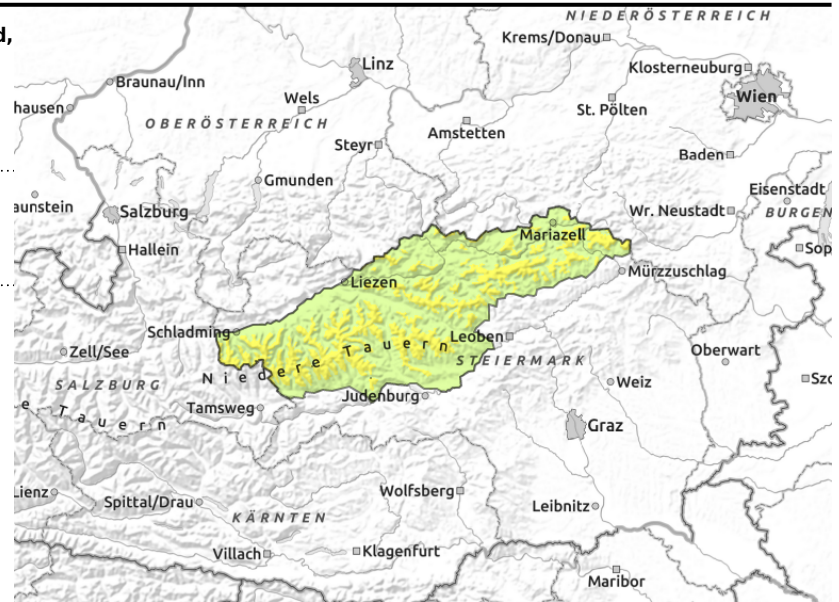 NIEDERÖSTERREICH
d,
Krems/Donau
Linz
Klosterneuburg
Braunau/Inn
Wien
hausen
Wels
St. Pölten
OBERÖSTERREICH
Amstetten
Steyr
Baden
Gmunden
Eisenstadt
aunstein
Salzburg
Wr. Neustadt
BURGEN
Mariazell
Hallein
Sop
Mürzzuschlag
Liezen
Schladming
Leoben
Zell/See
Niedere Tauern
STEIERMARK
Oberwart
SALZBURG
Weiz
Szo
Judenburg
Tamsweg
e Tauern
Graz
Lienz
Wolfsberg
Spittal/Drau
Leibnitz
KÄRNTEN
Villach
Klagenfurt
Maribor